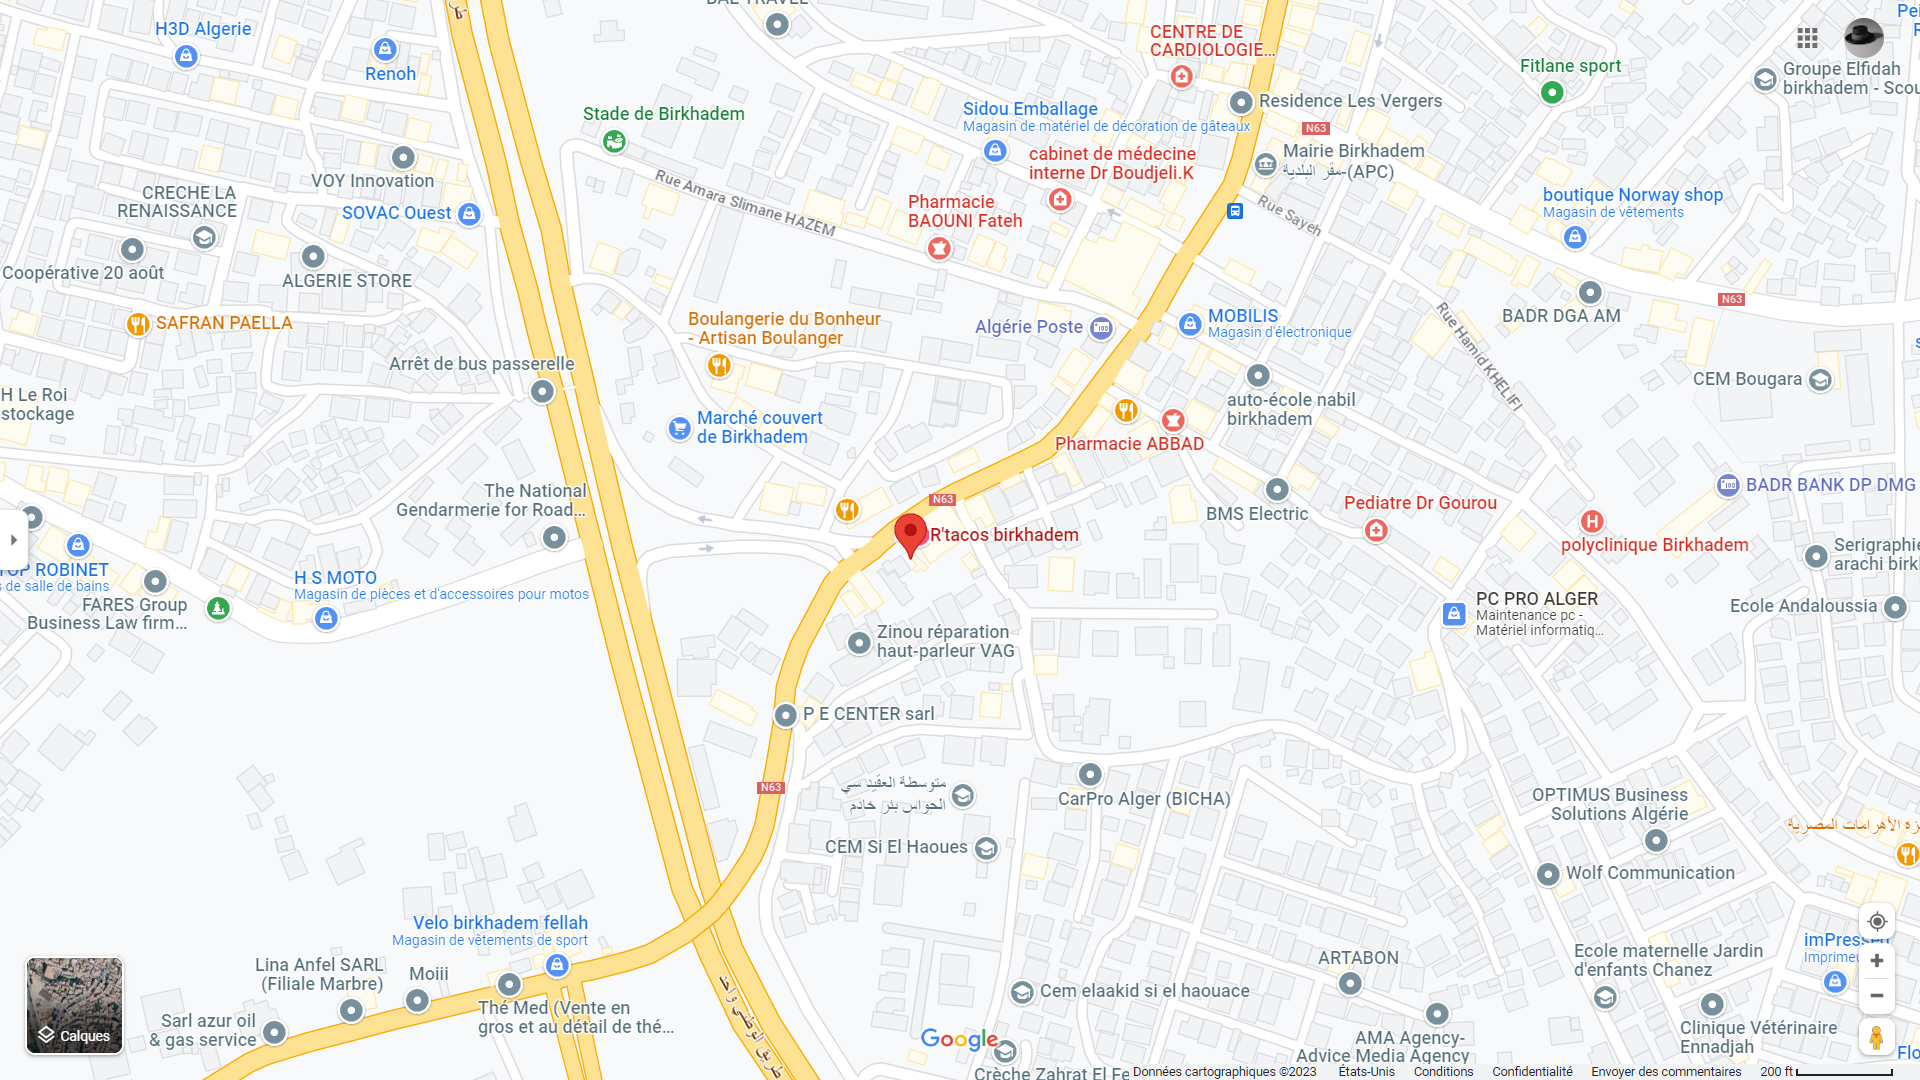 H3D Algerie
Renoh
CENTRE DE
CARDIOLOGIE...
Fitlane sport
Groupe Elfidah
birkhadem - Scou
Stade de Birkhadem
Sidou Emballage
Magasin de matériel de décoration de gâteaux
Residence Les Vergers
N63
cabinet de médecine
interne Dr Boudjeli.K
Mairie Birkhadem
(APC)-مقر البلدية
VOY Innovation
CRECHE LA
RENAISSANCE
SOVAC Ouest
Rue Amara Slimane HAZEM
Pharmacie
BAOUNI Fateh
Rue Sayeh
boutique Norway shop
Magasin de vêtements
Coopérative 20 août
ALGERIE STORE
N63
SAFRAN PAELLA
Boulangerie du Bonheur
- Artisan Boulanger
Algérie Poste
MOBILIS
Magasin d'électronique
BADR DGA AM
Rue Hamid KHELIFI
Arrêt de bus passerelle
CEM Bougara
H Le Roi
stockage
auto-école nabil
birkhadem
Marché couvert
de Birkhadem
Pharmacie ABBAD
The National
Gendarmerie for Road...
N63
BMS Electric
Pediatre Dr Gourou
BADR BANK DP DMG
R'tacos birkhadem
polyclinique Birkhadem
Serigraphie
arachi birk
TOP ROBINET
s de salle de bains
H S MOTO
Magasin de pièces et d'accessoires pour motos
FARES Group
Business Law firm...
PC PRO ALGER
Maintenance pc -
Matériel informatiq...
Ecole Andaloussia
Zinou réparation
haut-parleur VAG
P E CENTER sarl
N63
متوسطة العقيد سي
الحواس بئر خادم
CarPro Alger (BICHA)
OPTIMUS Business
Solutions Algérie
الأهرامات المصرية
CEM Si El Haoues
Wolf Communication
Velo birkhadem fellah
Magasin de vêtements de sport
imPressPu
Imprimeu
Lina Anfel SARL
(Filiale Marbre)
Moiii
ARTABON
Ecole maternelle Jardin
d'enfants Chanez
Thé Med (Vente en
gros et au détail de thé...
Cem elaakid si el haouace
Sarl azur oil
& gas service
Calques
Google
AMA Agency-
Advice Media Agency
Clinique Vétérinaire
Ennadjah
Flo
Crèche Zahrat El Fe
Données cartographiques ©2023
États-Unis
Conditions
Confidentialité
Envoyer des commentaires
200 ft